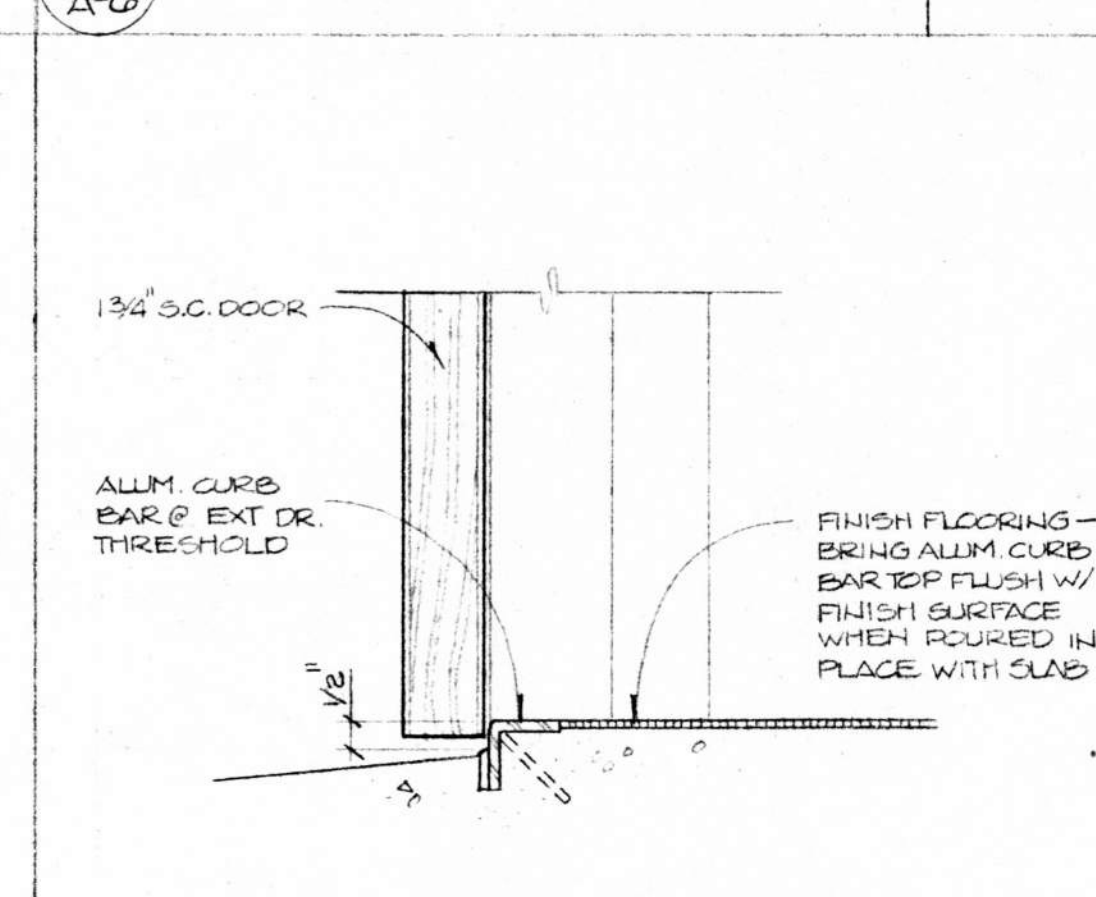 A-6
1 3/4" S.C. DOOR
ALUM. CURB
BAR @ EXT DR.
THRESHOLD
1/2"
FINISH FLOORING —
BRING ALUM. CURB
BAR TOP FLUSH W/
FINISH SURFACE
WHEN POURED IN
PLACE WITH SLAB